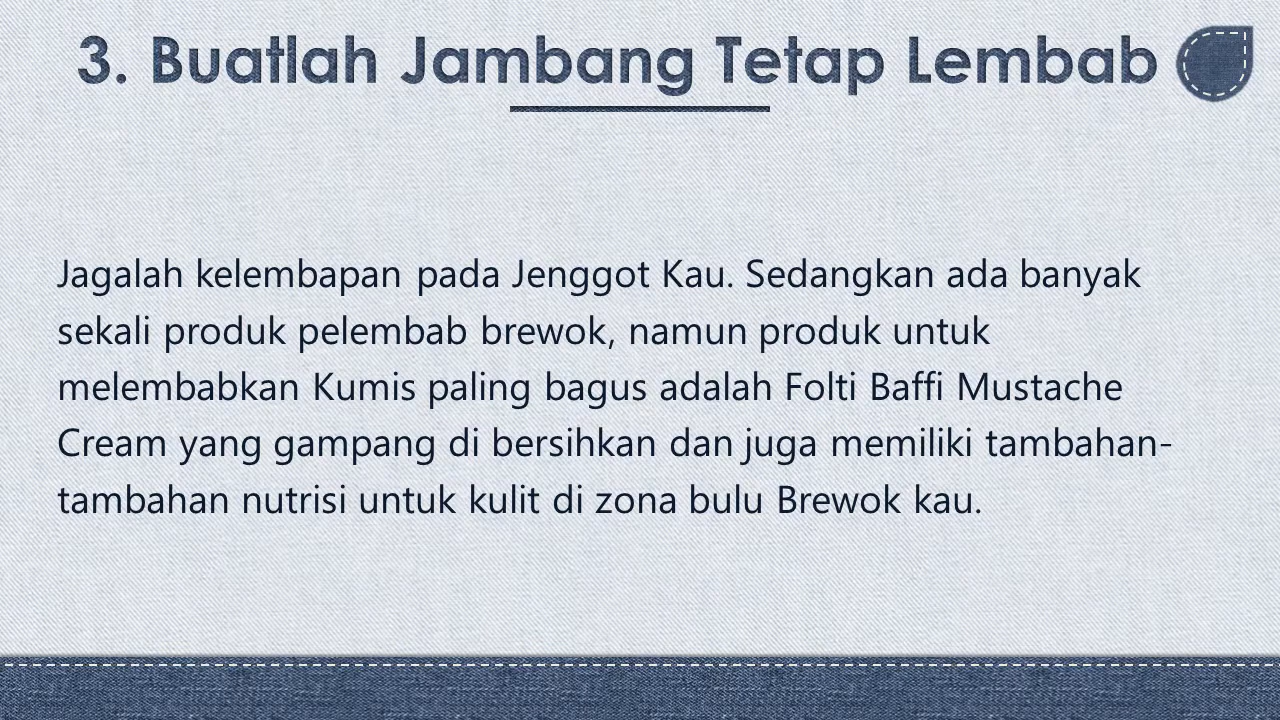 3. Buatlah Jambang Tetap Lembab
Jagalah kelembapan pada Jenggot Kau. Sedangkan ada banyak
sekali produk pelembab brewok, namun produk untuk
melembabkan Kumis paling bagus adalah Folti Baffi Mustache
Cream yang gampang di bersihkan dan juga memiliki tambahan-
tambahan nutrisi untuk kulit di zona bulu Brewok kau.